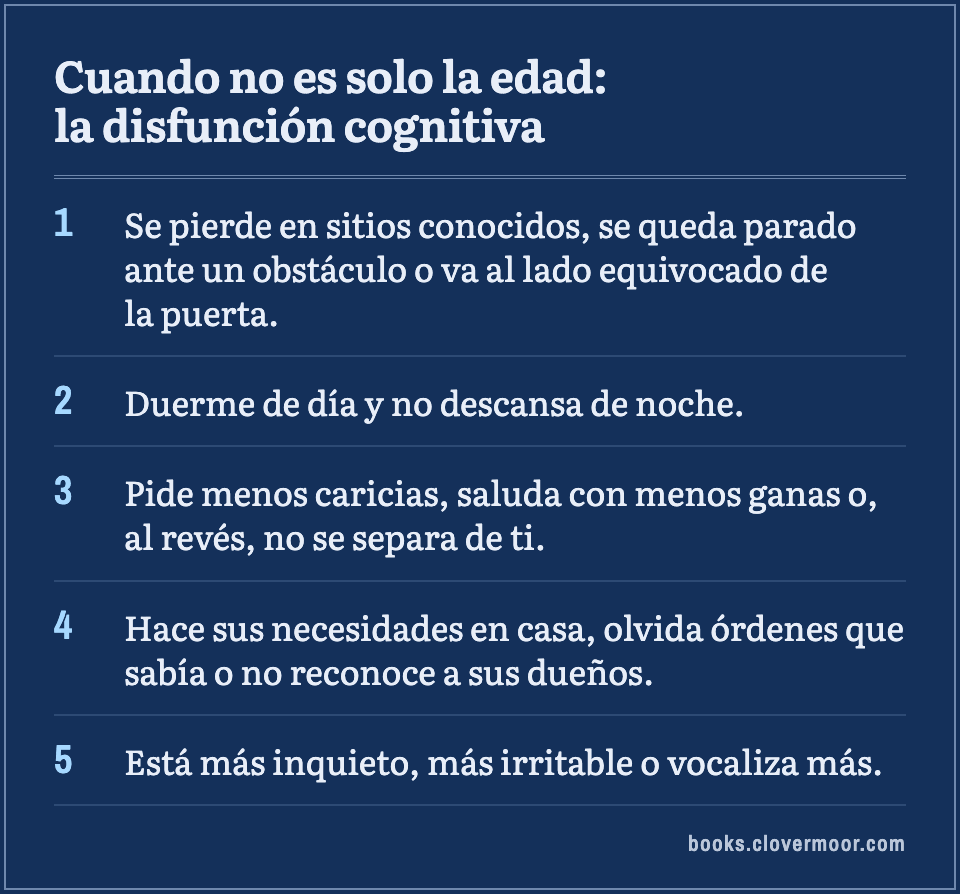 Cuando no es solo la edad:
la disfunción cognitiva
1
Se pierde en sitios conocidos, se queda parado
ante un obstáculo o va al lado equivocado de
la puerta.
2
Duerme de día y no descansa de noche.
3
Pide menos caricias, saluda con menos ganas o,
al revés, no se separa de ti.
4
Hace sus necesidades en casa, olvida órdenes que
sabía o no reconoce a sus dueños.
5
Está más inquieto, más irritable o vocaliza más.
books.clovermoor.com